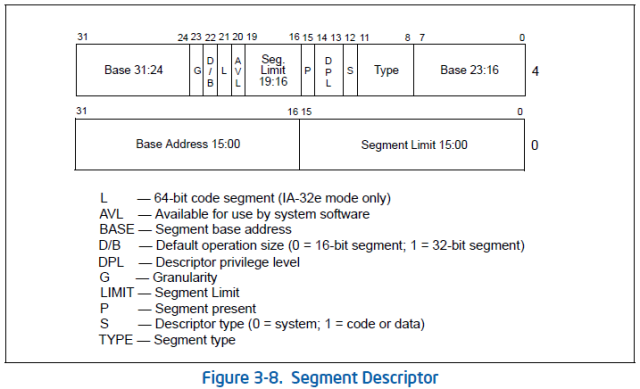 31 24 23 22 21 20 19 16 15 14 13 12 11 8 7 0
Base 31:24 G D/B L AVL Seg. Limit 19:16 P DPL S Type Base 23:16 4
31 16 15 0
Base Address 15:00 Segment Limit 15:00 0
L — 64-bit code segment (IA-32e mode only)
AVL — Available for use by system software
BASE — Segment base address
D/B — Default operation size (0 = 16-bit segment; 1 = 32-bit segment)
DPL — Descriptor privilege level
G — Granularity
LIMIT — Segment Limit
P — Segment present
S — Descriptor type (0 = system; 1 = code or data)
TYPE — Segment type
Figure 3-8. Segment Descriptor